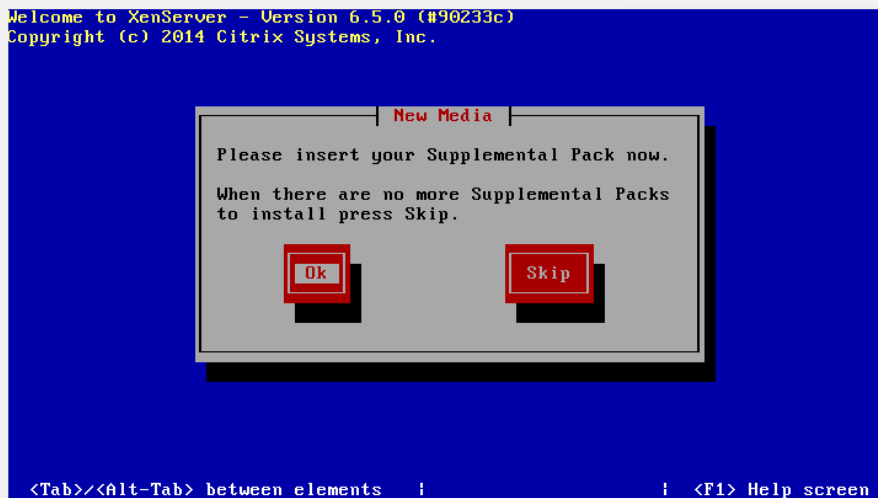 Welcome to XenServer - Version 6.5.0 (#90233c)
Copyright (c) 2014 Citrix Systems, Inc.
New Media
Please insert your Supplemental Pack now.
When there are no more Supplemental Packs
to install press Skip.
Ok Skip
<Tab>/<Alt-Tab> between elements | | <F1> Help screen